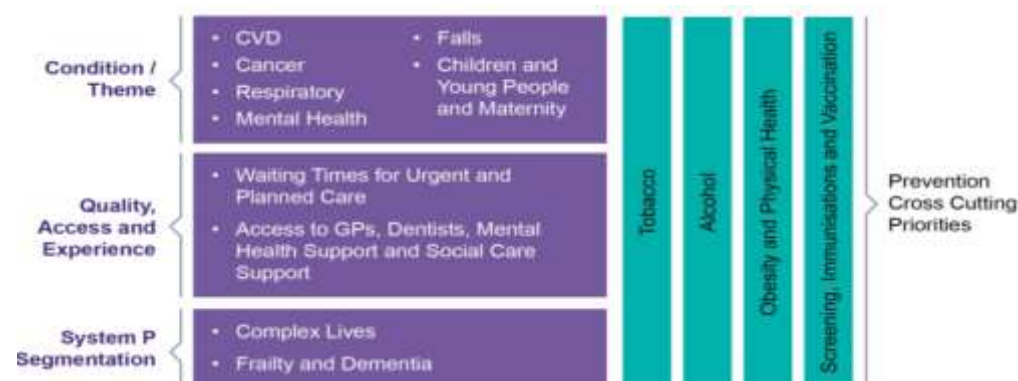 Condition /
Theme
• CVD
• Cancer
• Respiratory
• Mental Health
• Falls
• Children and
Young People
and Maternity
Quality,
Access and
Experience
• Waiting Times for Urgent and
Planned Care
• Access to GPs, Dentists, Mental
Health Support and Social Care
Support
System P
Segmentation
• Complex Lives
• Frailty and Dementia
Tobacco
Alcohol
Obesity and Physical Health
Screening, Immunisations and Vaccination
Prevention
Cross Cutting
Priorities